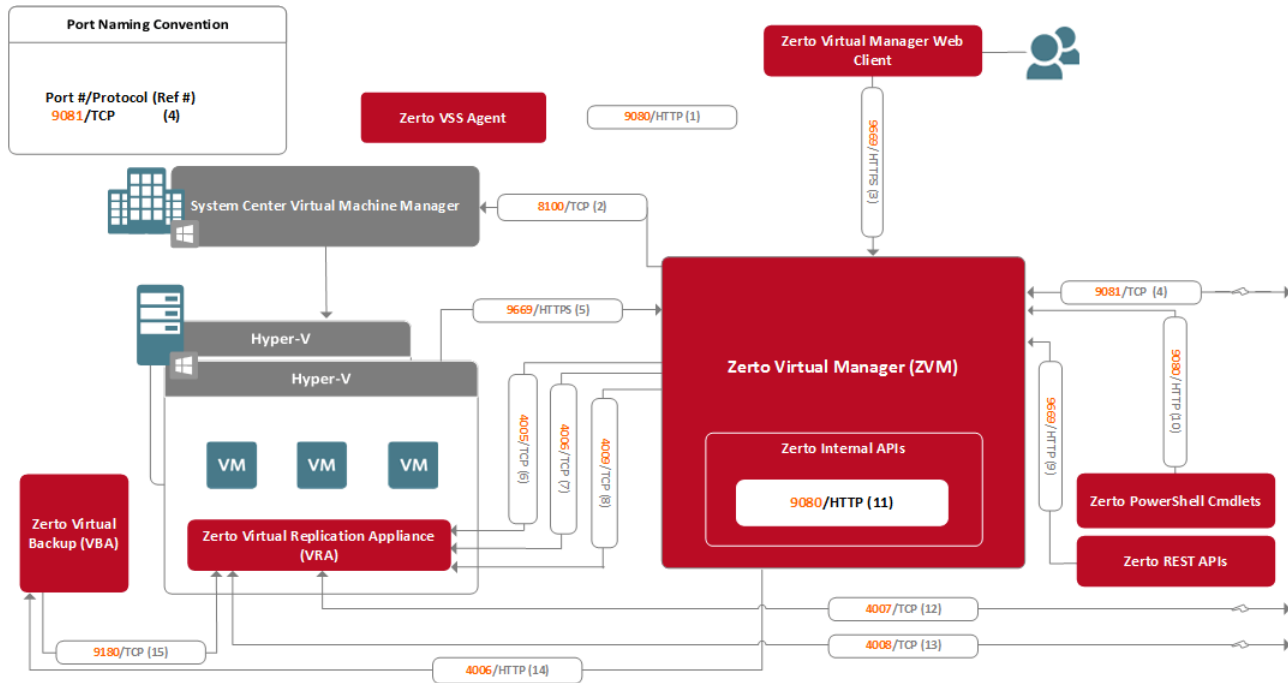 Port Naming Convention
Port #/Protocol (Ref #)
9081/TCP (4)
Zerto Virtual Manager Web
Client
Zerto VSS Agent
9080/HTTP (1)
9669/HTTPS (3)
System Center Virtual Machine Manager
8100/TCP (2)
9081/TCP (4)
9669/HTTPS (5)
Hyper-V
Hyper-V
Zerto Virtual Manager (ZVM)
9080/HTTP (10)
9669/HTTP (9)
4005/TCP (6)
4006/TCP (7)
4009/TCP (8)
Zerto Internal APIs
VM
VM
VM
9080/HTTP (11)
Zerto PowerShell Cmdlets
Zerto Virtual
Backup (VBA)
Zerto Virtual Replication Appliance
(VRA)
Zerto REST APIs
4007/TCP (12)
4008/TCP (13)
9180/TCP (15)
4006/HTTP (14)